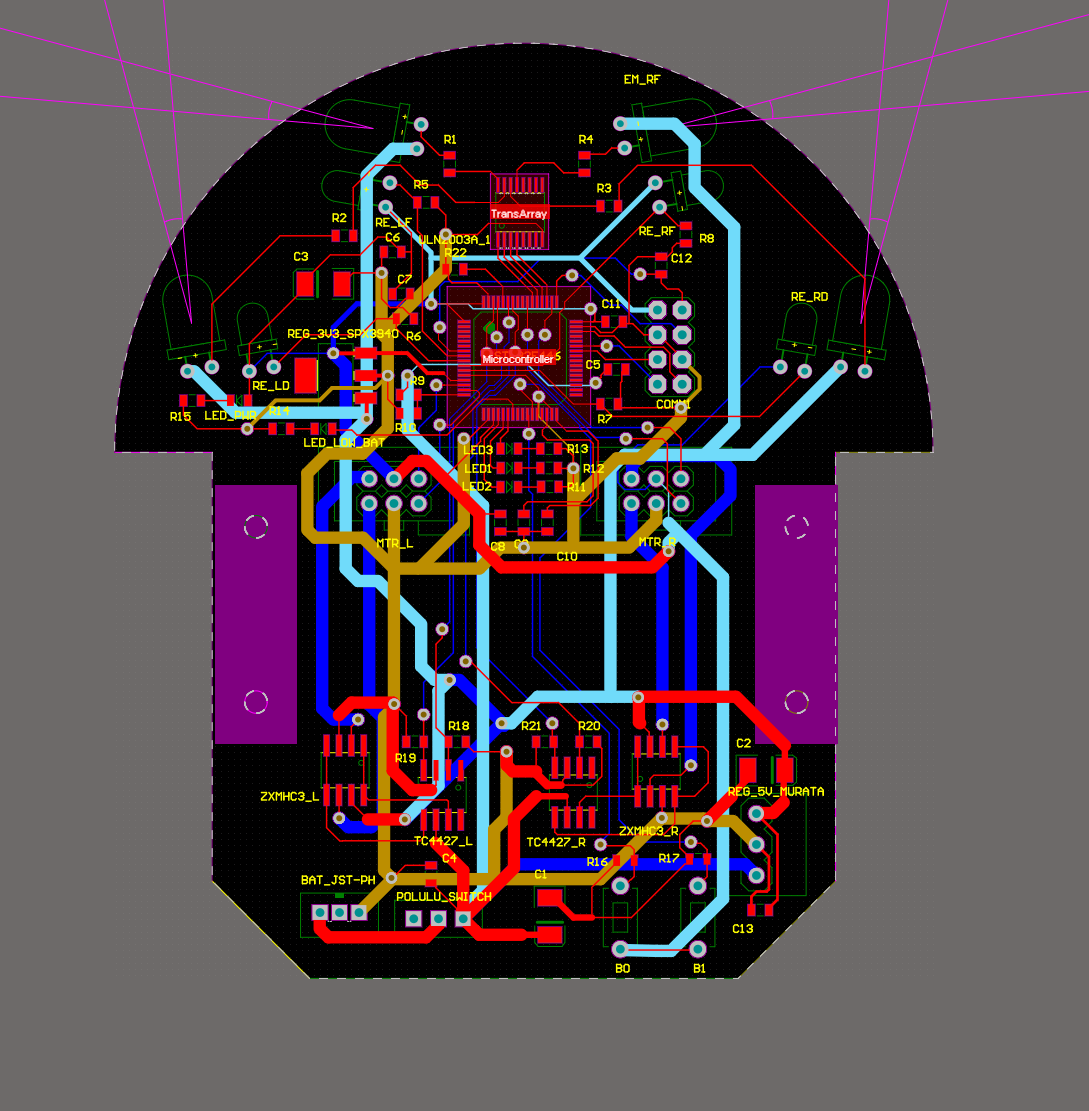 EM_RF
R1
R4
R5
TransArray
R3
R2
RE_LF
ULN2003A_1
RE_RF
R8
C6
R22
C3
C12
C7
RE_RD
C11
R6
REG_3V3_SPX3940
Microcontroller
C5
RE_LD
R9
COMM1
R15
LED_PWR
R14
R7
R10
LED_LOW_BAT
LED3
R13
LED1
R12
LED2
R11
MTR_L
C8
MTR_R
C10
R18
R21
R20
R19
C2
REG_5V_MURATA
ZXMHC3_L
ZXMHC3_R
TC4427_L
TC4427_R
C4
R16
R17
BAT_JST-PH
C1
POLULU_SWITCH
C13
B0
B1